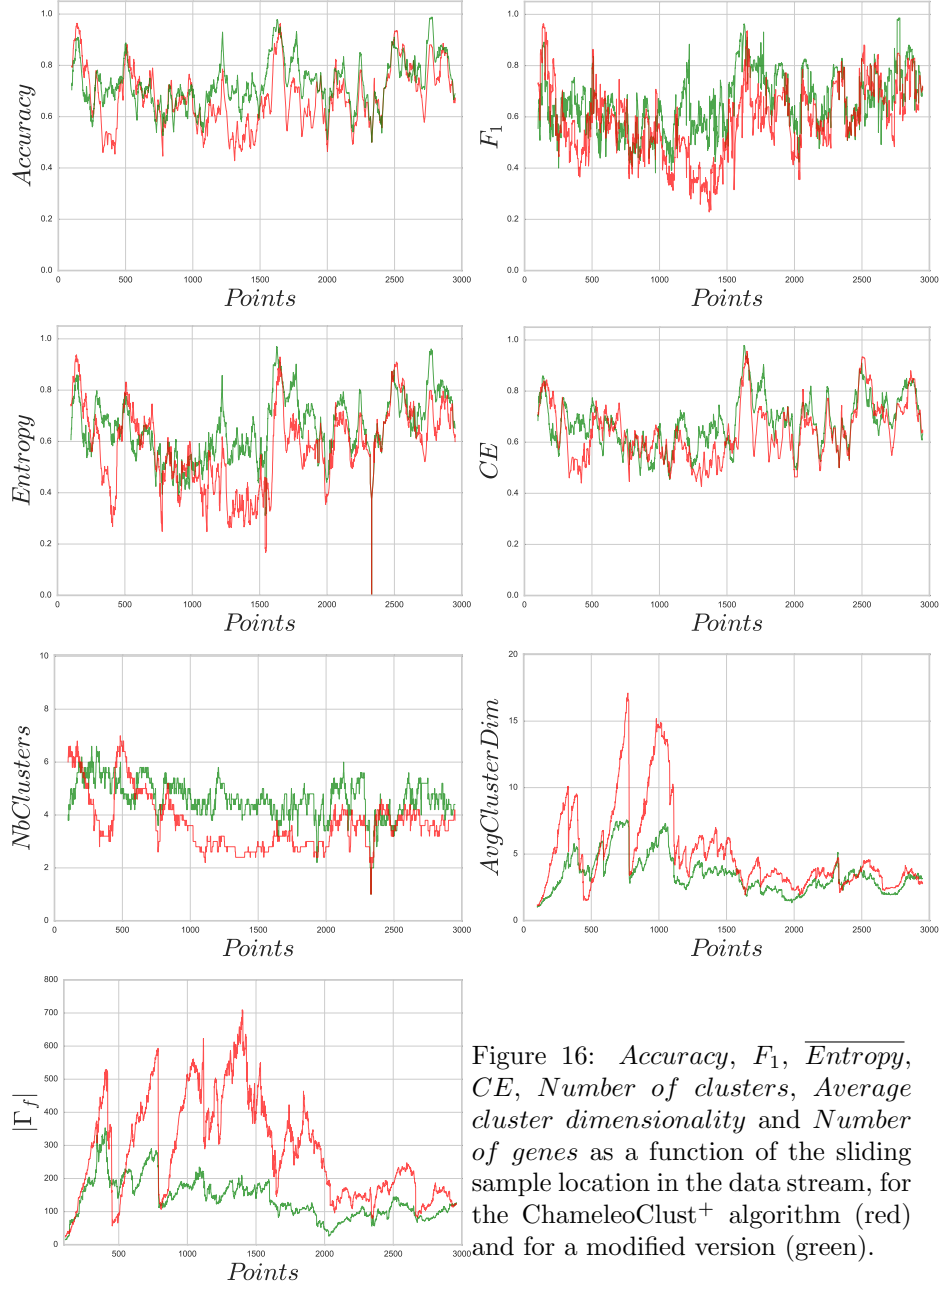 1.0
0.8
0.6
0.4
0.2
0.0
0 500 1000 1500 2000 2500 3000
Accuracy
Points
1.0
0.8
0.6
0.4
0.2
0.0
0 500 1000 1500 2000 2500 3000
F1
Points
1.0
0.8
0.6
0.4
0.2
0.0
0 500 1000 1500 2000 2500 3000
Entropy
Points
1.0
0.8
0.6
0.4
0.2
0.0
0 500 1000 1500 2000 2500 3000
CE
Points
10
8
6
4
2
0
0 500 1000 1500 2000 2500 3000
NbClusters
Points
20
15
10
5
0
0 500 1000 1500 2000 2500 3000
AvgClusterDim
Points
800
700
600
500
400
300
200
100
0
500 1000 1500 2000 2500 3000
|Γf|
Points
Figure 16: Accuracy, F1, Entropy,
CE, Number of clusters, Average
cluster dimensionality and Number
of genes as a function of the sliding
sample location in the data stream, for
the ChameleoClust+ algorithm (red)
and for a modified version (green).